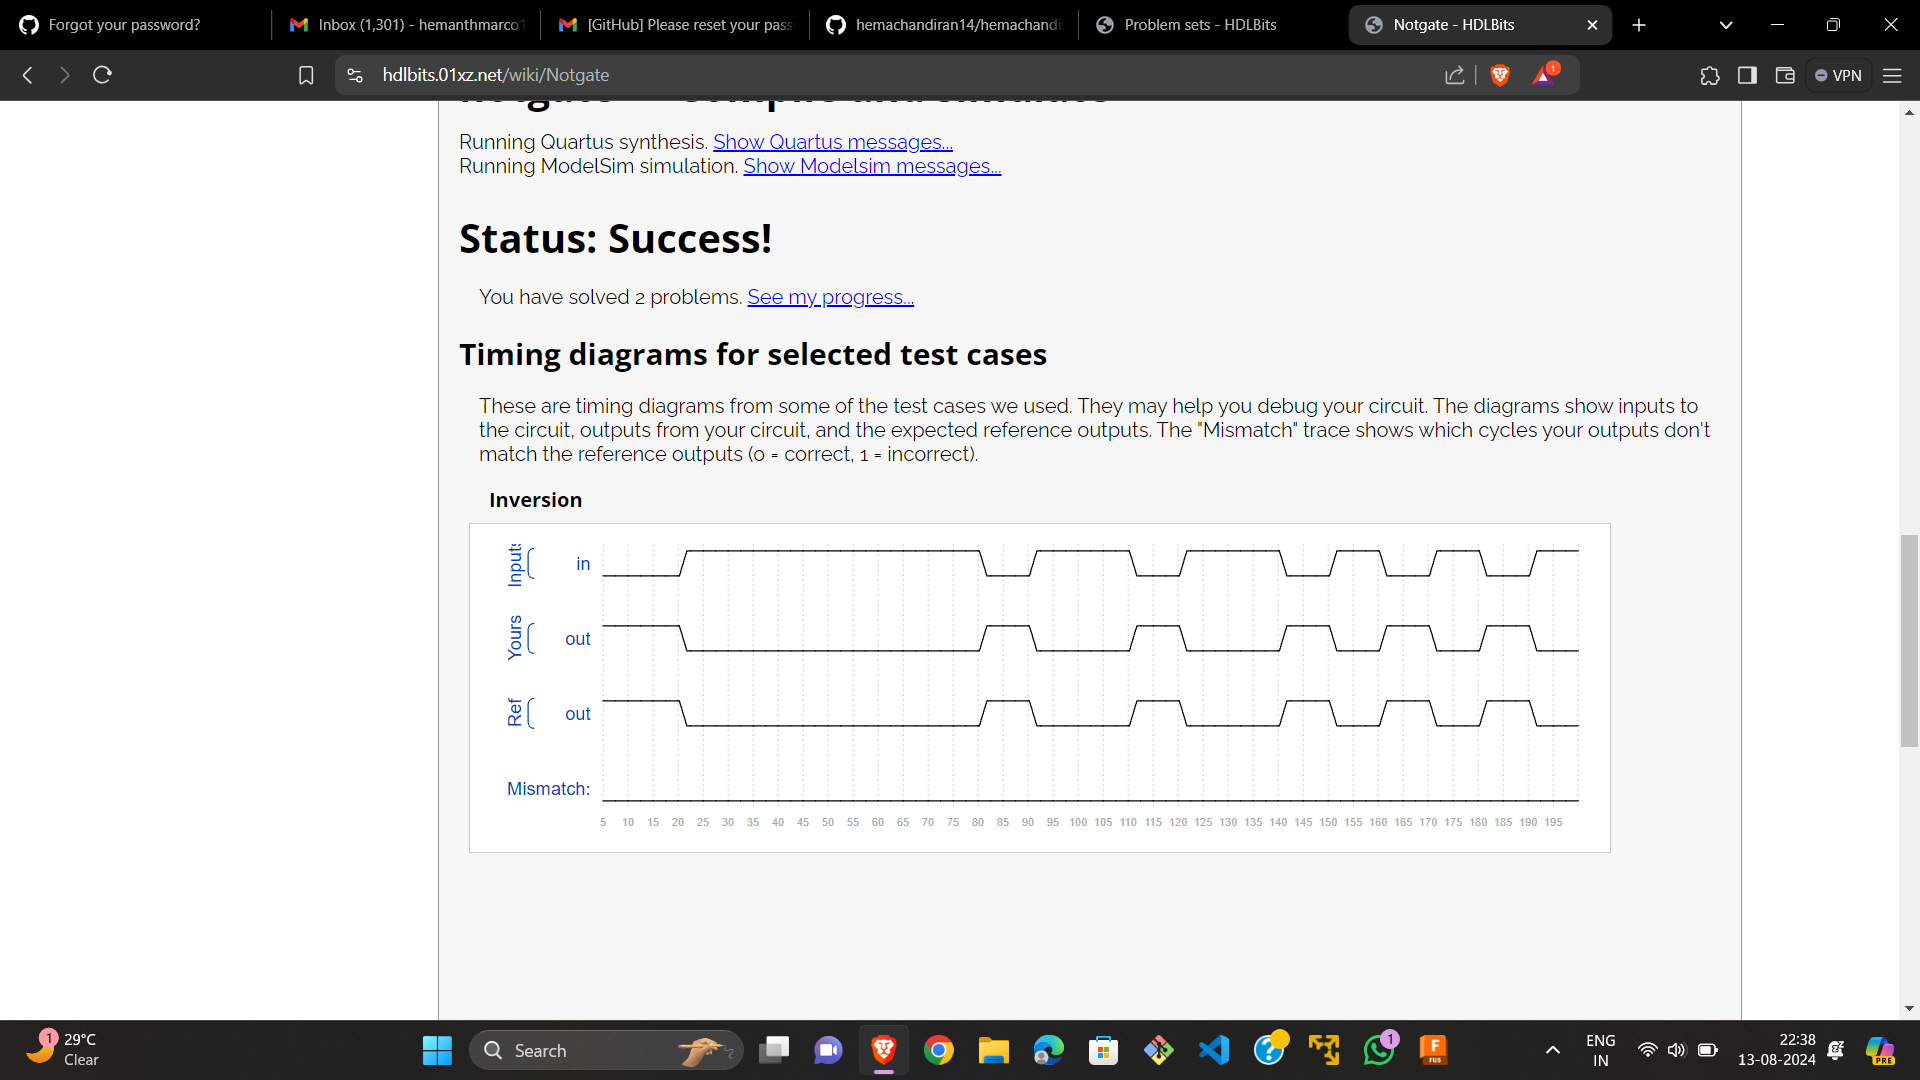 Forgot your password?
Inbox (1,301) - hemanthmarco1
[GitHub] Please reset your pass
hemachandiran14/hemachandi
Problem sets - HDLBits
Notgate - HDLBits
hdlbits.01xz.net/wiki/Notgate
1
VPN
Running Quartus synthesis. Show Quartus messages...
Running ModelSim simulation. Show Modelsim messages...
Status: Success!
You have solved 2 problems. See my progress...
Timing diagrams for selected test cases
These are timing diagrams from some of the test cases we used. They may help you debug your circuit. The diagrams show inputs to
the circuit, outputs from your circuit, and the expected reference outputs. The "Mismatch" trace shows which cycles your outputs don't
match the reference outputs (0 = correct, 1 = incorrect).
Inversion
Inputs in
Yours out
Ref out
Mismatch:
5 10 15 20 25 30 35 40 45 50 55 60 65 70 75 80 85 90 95 100 105 110 115 120 125 130 135 140 145 150 155 160 165 170 175 180 185 190 195
1
29°C
Clear
Search
1
F
FUS
ENG
IN
22:38
13-08-2024
PRE